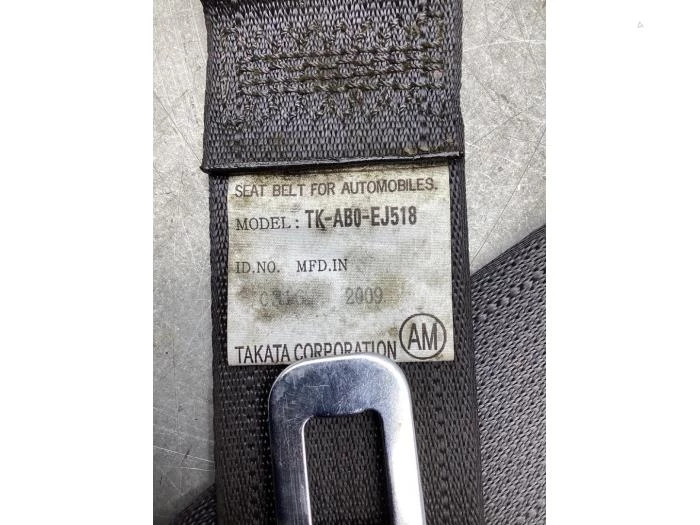 SEAT BELT FOR AUTOMOBILES.
MODEL: TK-AB0-EJ518
ID.NO. MFD.IN
2009
TAKATA CORPORATION AM